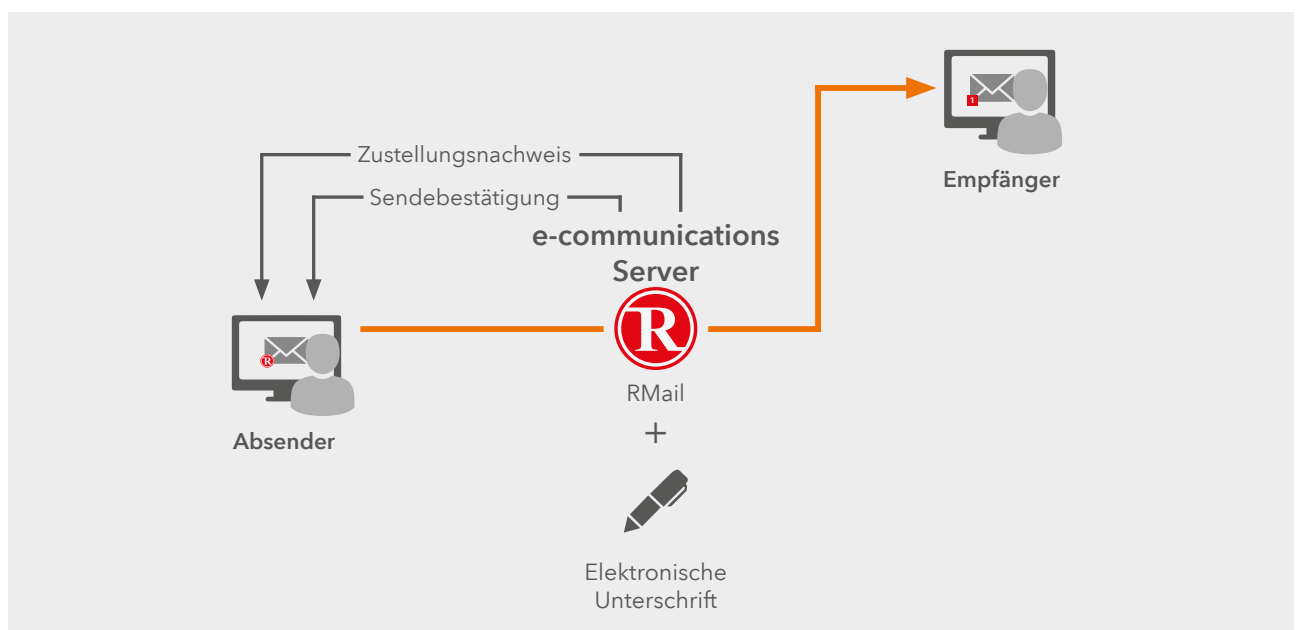 Zustellungsnachweis
Sendebestätigung
e-communications
Server
R
RMail
+
Elektronische
Unterschrift
R
Absender
1
Empfänger